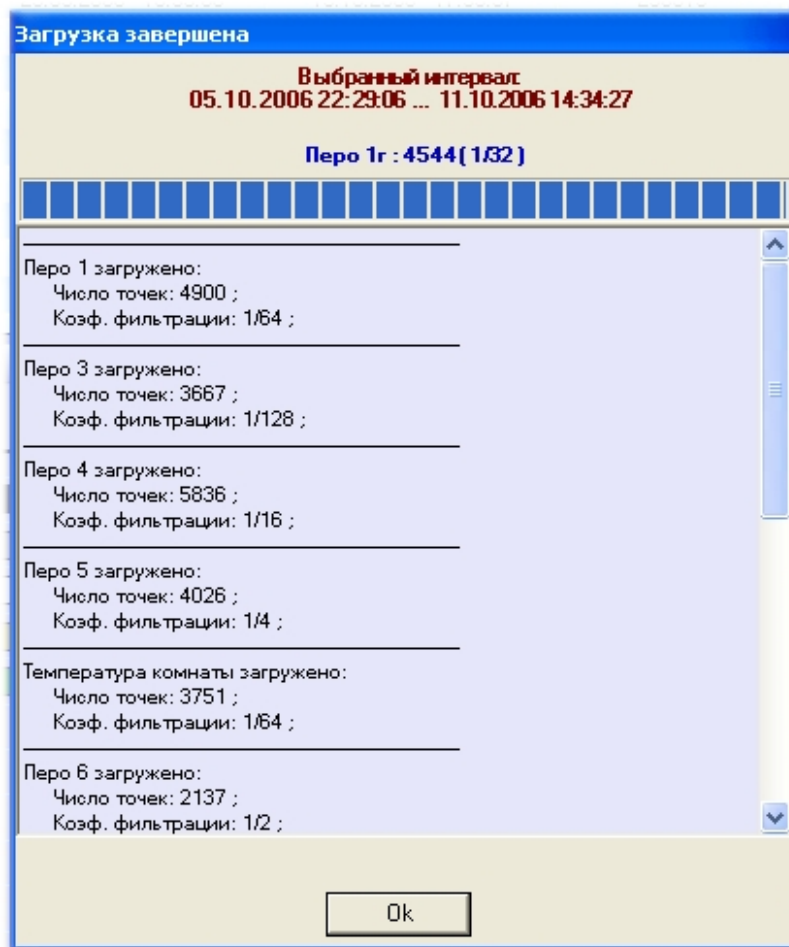 Загрузка завершена
Выбранный интервал:
05.10.2006 22:29:06 ... 11.10.2006 14:34:27
Перо 1г : 4544 ( 1/32 )
Перо 1 загружено:
Число точек: 4900 ;
Коэф. фильтрации: 1/64 ;
Перо 3 загружено:
Число точек: 3667 ;
Коэф. фильтрации: 1/128 ;
Перо 4 загружено:
Число точек: 5836 ;
Коэф. фильтрации: 1/16 ;
Перо 5 загружено:
Число точек: 4026 ;
Коэф. фильтрации: 1/4 ;
Температура комнаты загружено:
Число точек: 3751 ;
Коэф. фильтрации: 1/64 ;
Перо 6 загружено:
Число точек: 2137 ;
Коэф. фильтрации: 1/2 ;
Ok